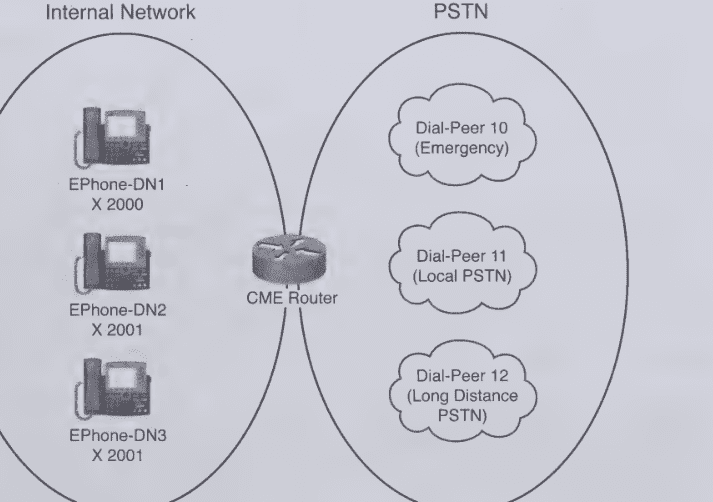 Internal Network
PSTN
EPhone-DN1
X 2000
EPhone-DN2
X 2001
EPhone-DN3
X 2001
CME Router
Dial-Peer 10
(Emergency)
Dial-Peer 11
(Local PSTN)
Dial-Peer 12
(Long Distance
PSTN)